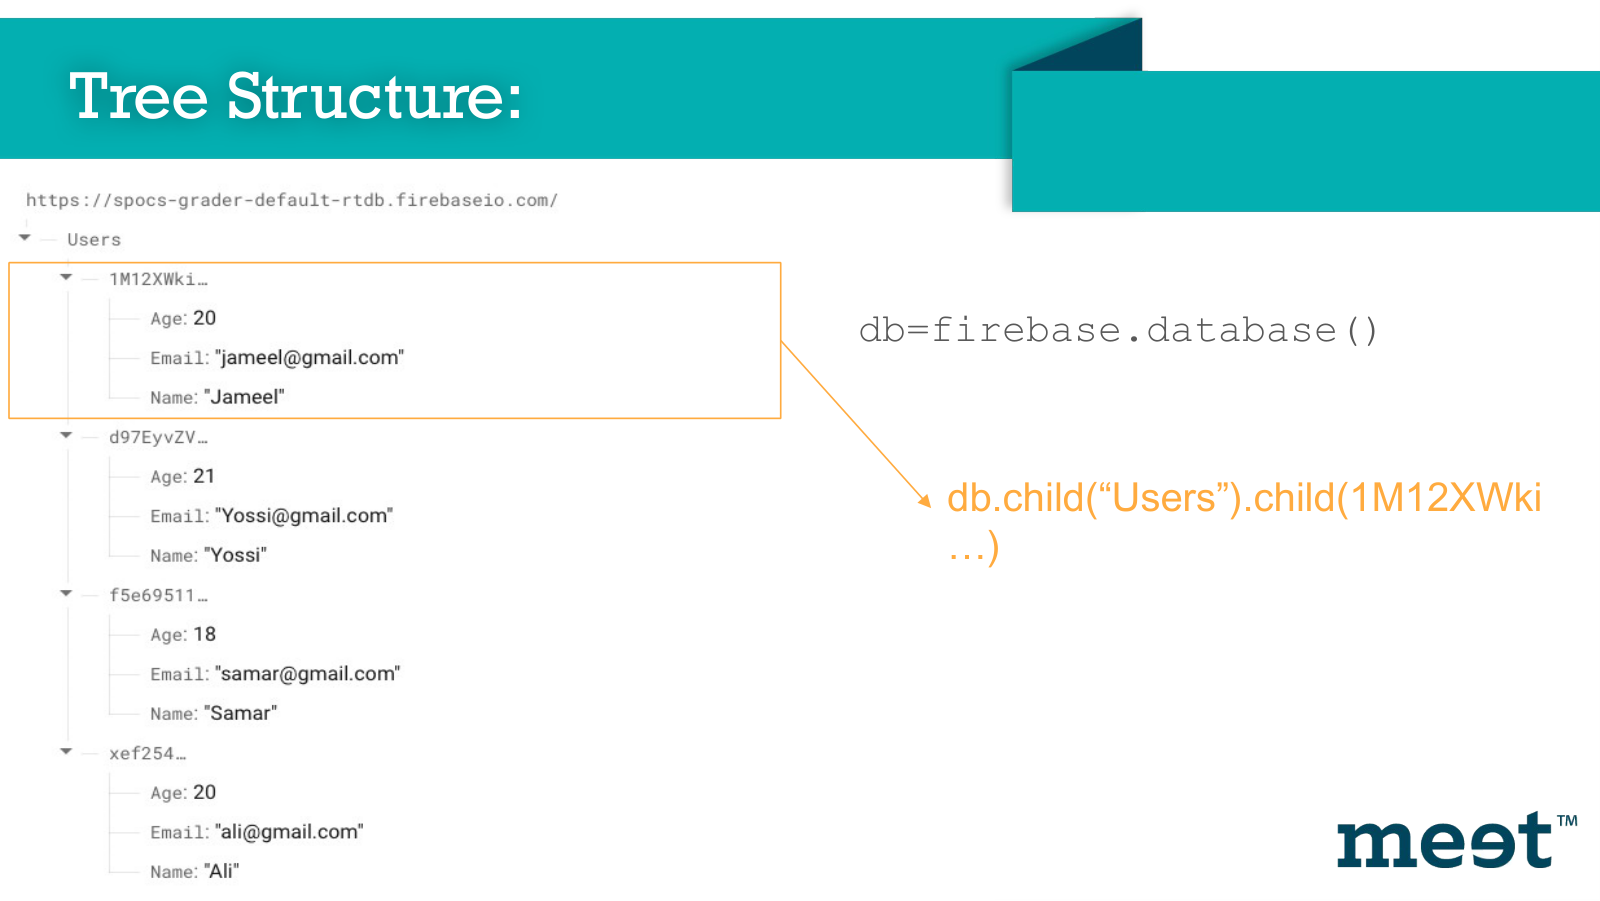 Tree Structure:
https://spocs-grader-default-rtdb.firebaseio.com/
Users
1M12XWki…
Age: 20
Email: "jameel@gmail.com"
Name: "Jameel"
d97EyvZV…
Age: 21
Email: "Yossi@gmail.com"
Name: "Yossi"
f5e69511…
Age: 18
Email: "samar@gmail.com"
Name: "Samar"
xef254…
Age: 20
Email: "ali@gmail.com"
Name: "Ali"
db=firebase.database()
db.child(“Users”).child(1M12XWki
…)
meet™